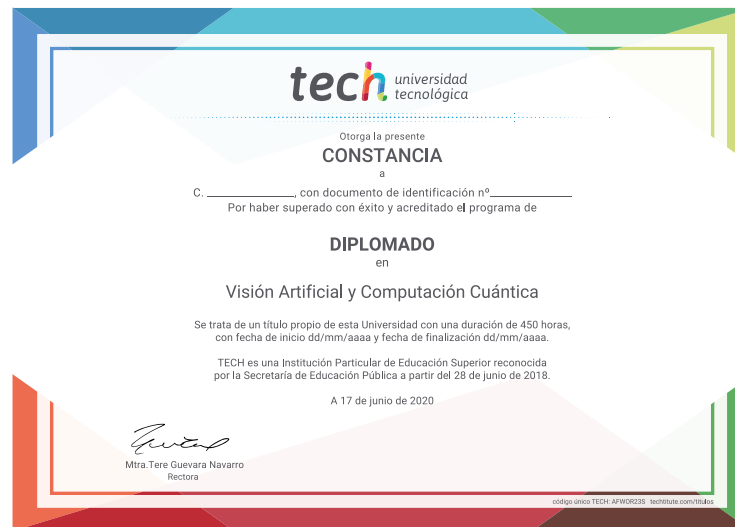 tech universidad
tecnológica
Otorga la presente
CONSTANCIA
a
C. ________________, con documento de identificación nº_______________
Por haber superado con éxito y acreditado el programa de
DIPLOMADO
en
Visión Artificial y Computación Cuántica
Se trata de un título propio de esta Universidad con una duración de 450 horas,
con fecha de inicio dd/mm/aaaa y fecha de finalización dd/mm/aaaa.
TECH es una Institución Particular de Educación Superior reconocida
por la Secretaría de Educación Pública a partir del 28 de junio de 2018.
A 17 de junio de 2020
Mtra.Tere Guevara Navarro
Rectora
código único TECH: AFWOR23S techtitute.com/titulos